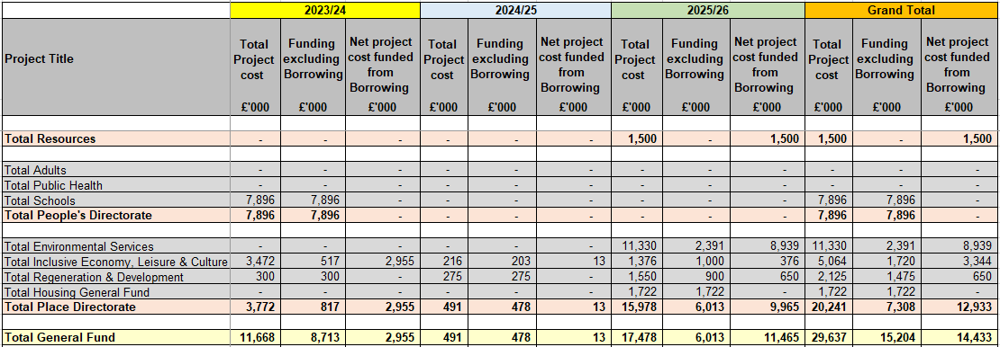 2023/24 2024/25 2025/26 Grand Total
Project Title Total Project cost £'000 Funding excluding Borrowing £'000 Net project cost funded from Borrowing £'000 Total Project cost £'000 Funding excluding Borrowing £'000 Net project cost funded from Borrowing £'000 Total Project cost £'000 Funding excluding Borrowing £'000 Net project cost funded from Borrowing £'000 Total Project cost £'000 Funding excluding Borrowing £'000 Net project cost funded from Borrowing £'000
Total Resources - - - - - - 1,500 - 1,500 1,500 - 1,500
Total Adults - - - - - - - - - - - -
Total Public Health - - - - - - - - - - - -
Total Schools 7,896 7,896 - - - - - - - 7,896 7,896 -
Total People's Directorate 7,896 7,896 - - - - - - - 7,896 7,896 -
Total Environmental Services - - - - - - 11,330 2,391 8,939 11,330 2,391 8,939
Total Inclusive Economy, Leisure & Culture 3,472 517 2,955 216 203 13 1,376 1,000 376 5,064 1,720 3,344
Total Regeneration & Development 300 300 - 275 275 - 1,550 900 650 2,125 1,475 650
Total Housing General Fund - - - - - - 1,722 1,722 - 1,722 1,722 -
Total Place Directorate 3,772 817 2,955 491 478 13 15,978 6,013 9,965 20,241 7,308 12,933
Total General Fund 11,668 8,713 2,955 491 478 13 17,478 6,013 11,465 29,637 15,204 14,433